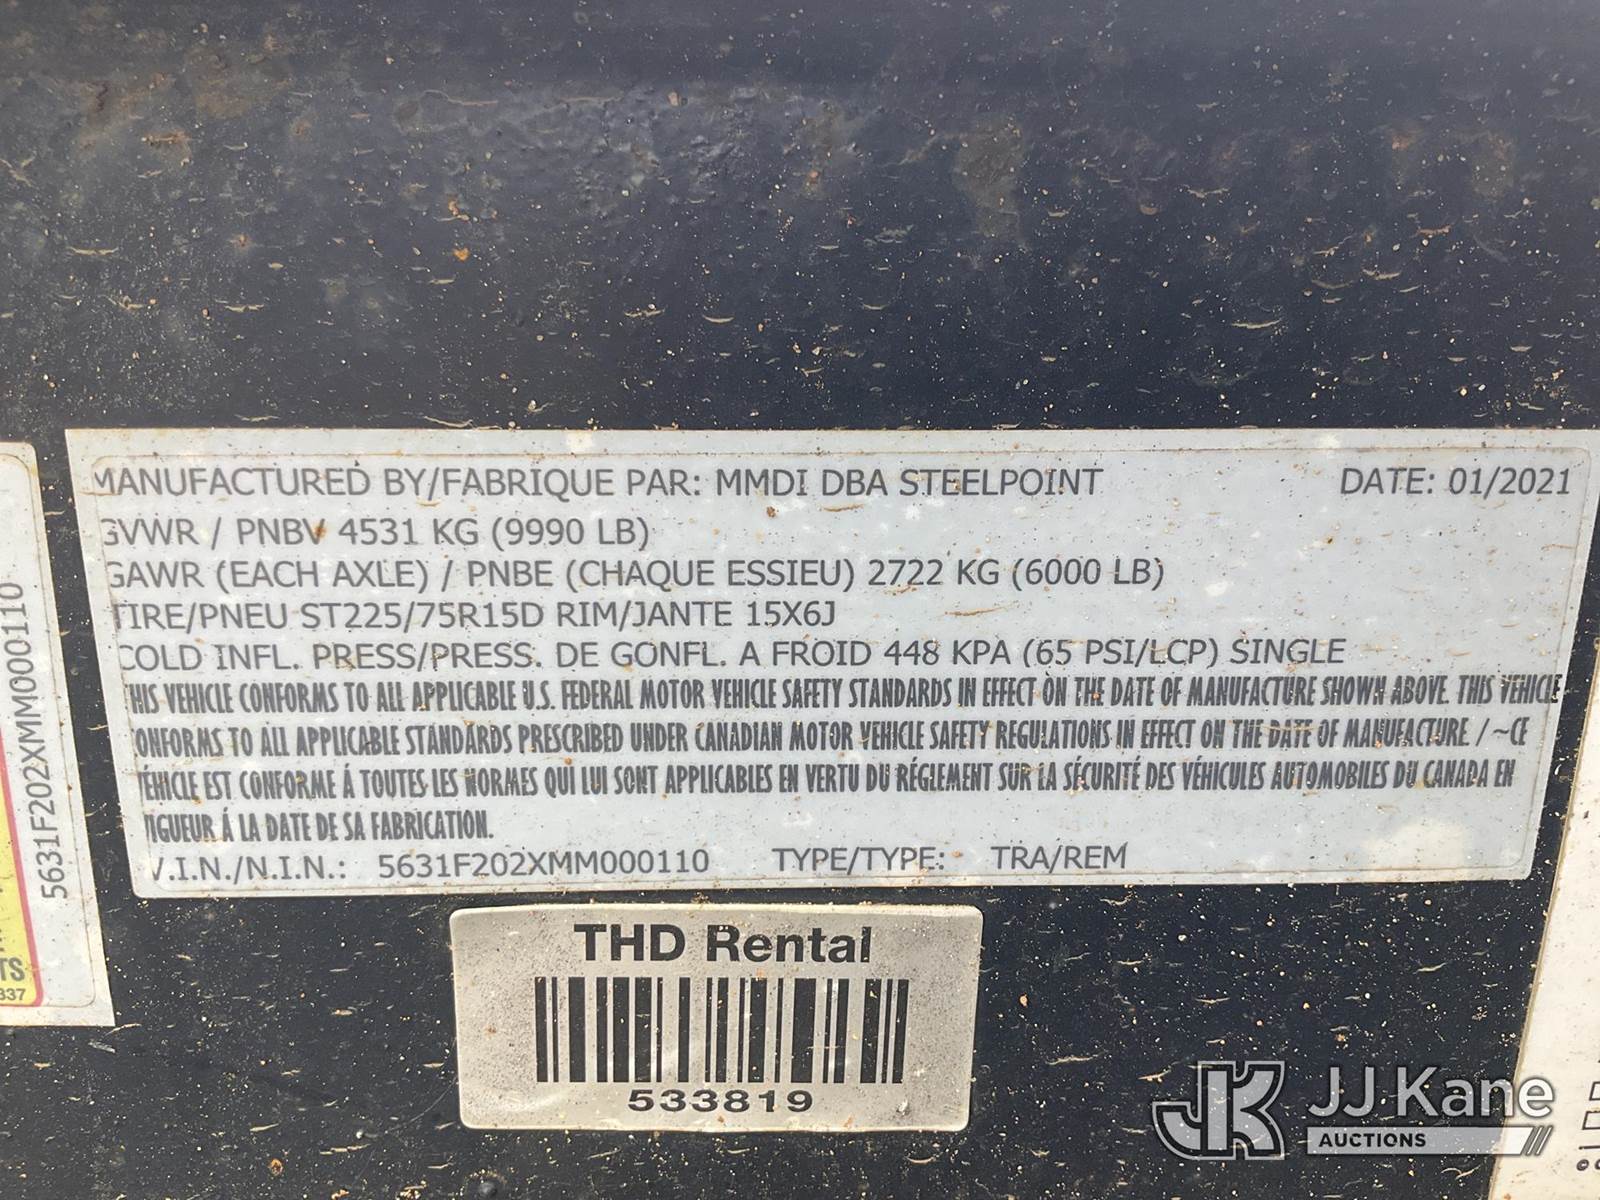 MANUFACTURED BY/FABRIQUE PAR: MMDI DBA STEELPOINT DATE: 01/2021
GVWR / PNBV 4531 KG (9990 LB)
GAWR (EACH AXLE) / PNBE (CHAQUE ESSIEU) 2722 KG (6000 LB)
TIRE/PNEU ST225/75R15D RIM/JANTE 15X6J
COLD INFL. PRESS/PRESS. DE GONFL. A FROID 448 KPA (65 PSI/LCP) SINGLE
THIS VEHICLE CONFORMS TO ALL APPLICABLE U.S. FEDERAL MOTOR VEHICLE SAFETY STANDARDS IN EFFECT ON THE DATE OF MANUFACTURE SHOWN ABOVE. THIS VEHICLE
CONFORMS TO ALL APPLICABLE STANDARDS PRESCRIBED UNDER CANADIAN MOTOR VEHICLE SAFETY REGULATIONS IN EFFECT ON THE DATE OF MANUFACTURE. / ~CE
VÉHICLE EST CONFORME Á TOUTES LES NORMES QUI LUI SONT APPLICABLES EN VERTU DU RÉGLEMENT SUR LA SÉCURITÉ DES VÉHICULES AUTOMOBILES DU CANADA EN
VIGUEUR Á LA DATE DE SA FABRICATION.
V.I.N./N.I.N.: 5631F202XMM000110 TYPE/TYPE: TRA/REM
5631F202XMM000110
TS
337
THD Rental
533819
JJ Kane
AUCTIONS